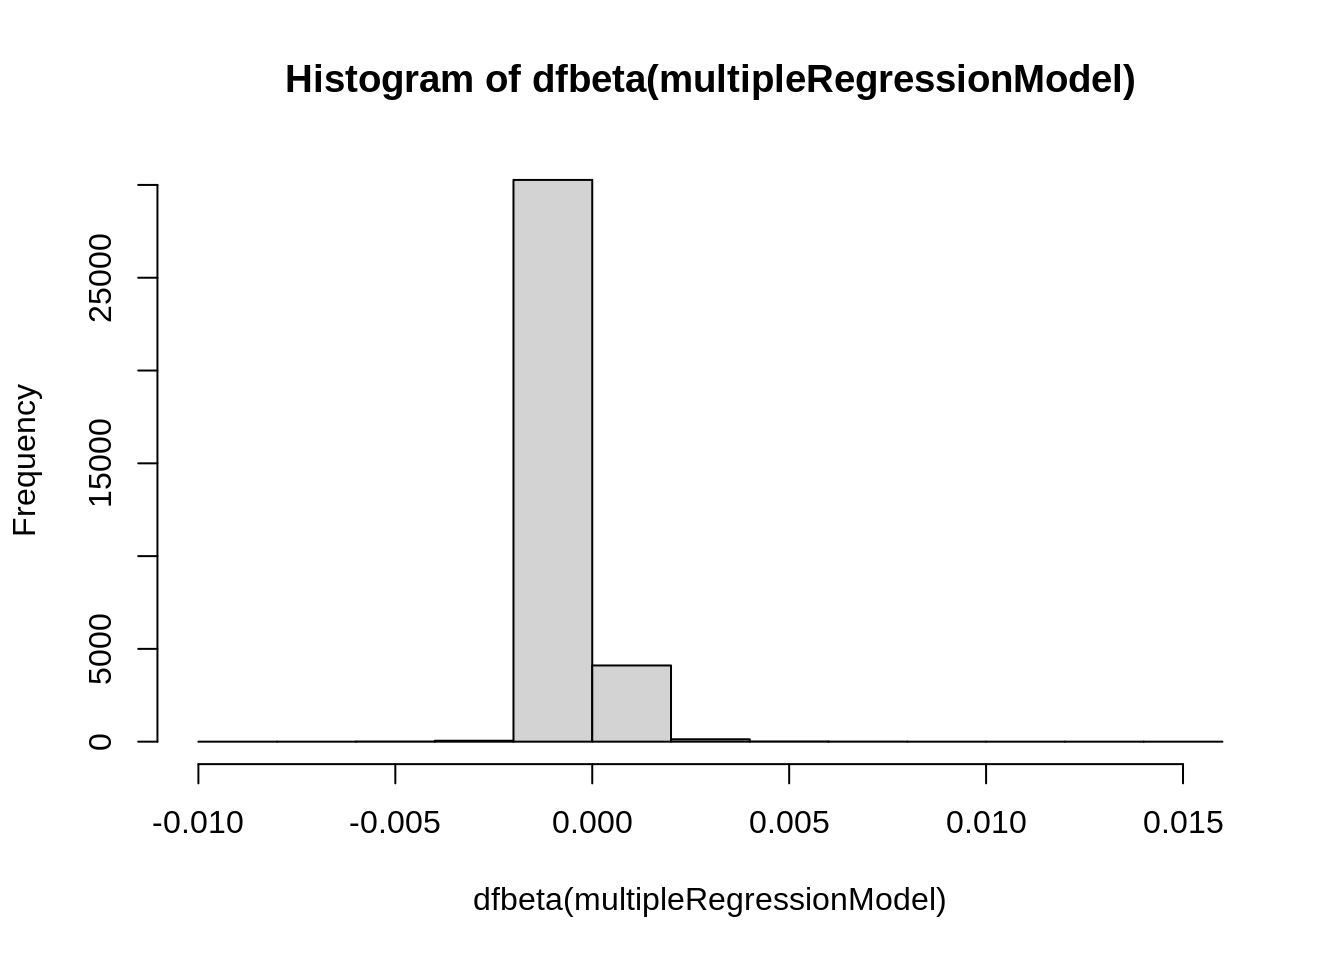 Histogram of dfbeta(multipleRegressionModel)
Frequency
25000
15000
5000
0
-0.010 -0.005 0.000 0.005 0.010 0.015
dfbeta(multipleRegressionModel)